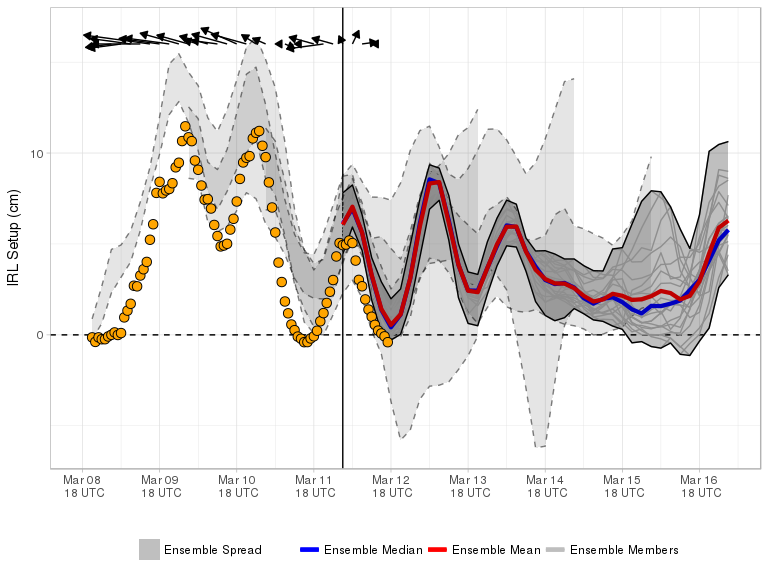 IRL Setup (cm)
10
0
Mar 08 Mar 09 Mar 10 Mar 11 Mar 12 Mar 13 Mar 14 Mar 15 Mar 16
18 UTC 18 UTC 18 UTC 18 UTC 18 UTC 18 UTC 18 UTC 18 UTC 18 UTC
Ensemble Spread Ensemble Median Ensemble Mean Ensemble Members